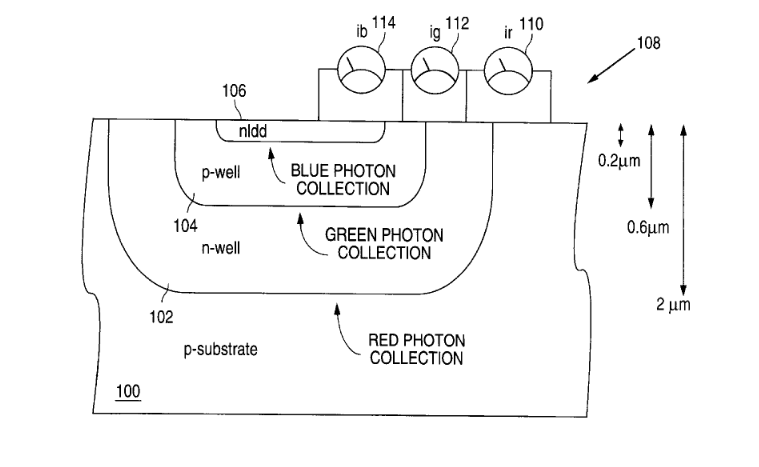 ib 114
ig 112
ir 110
108
106
nldd
0.2µm
p-well
BLUE PHOTON
COLLECTION
104
0.6µm
GREEN PHOTON
COLLECTION
n-well
102
2 µm
RED PHOTON
COLLECTION
p-substrate
100